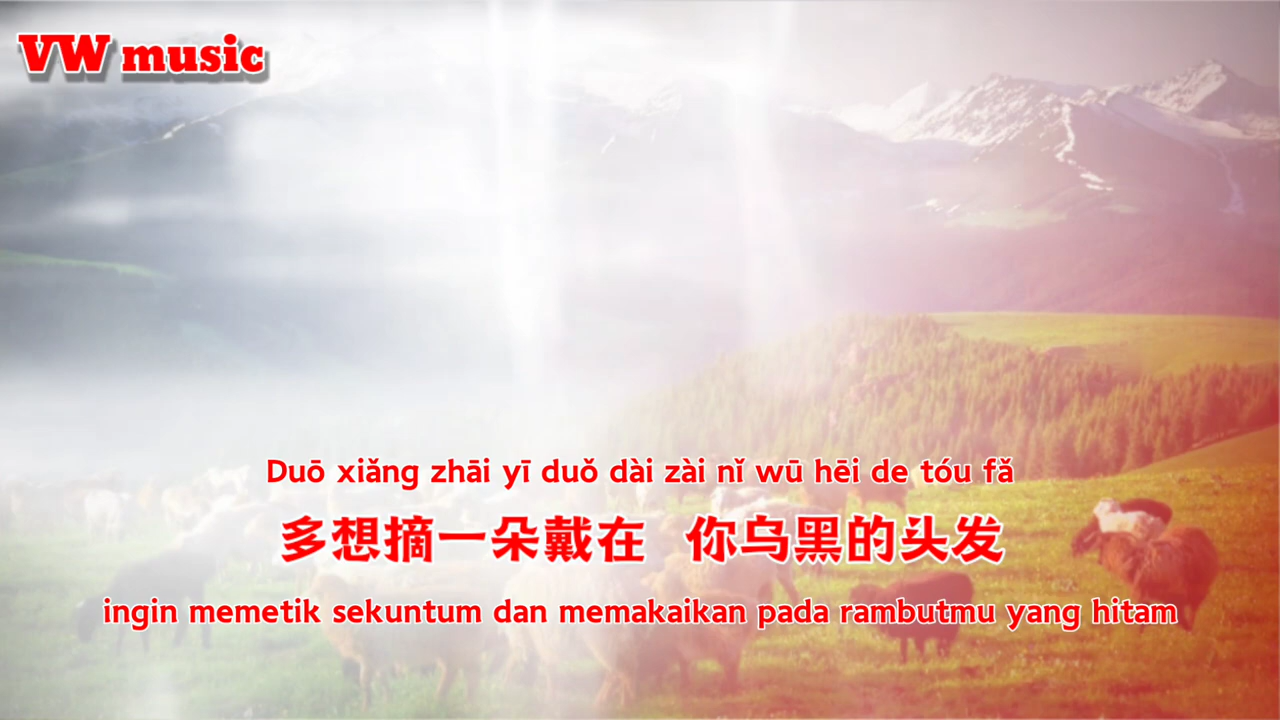 VW music
Duō xiǎng zhāi yī duǒ dài zài nǐ wū hēi de tóu fǎ
多想摘一朵戴在 你乌黑的头发
ingin memetik sekuntum dan memakaikan pada rambutmu yang hitam